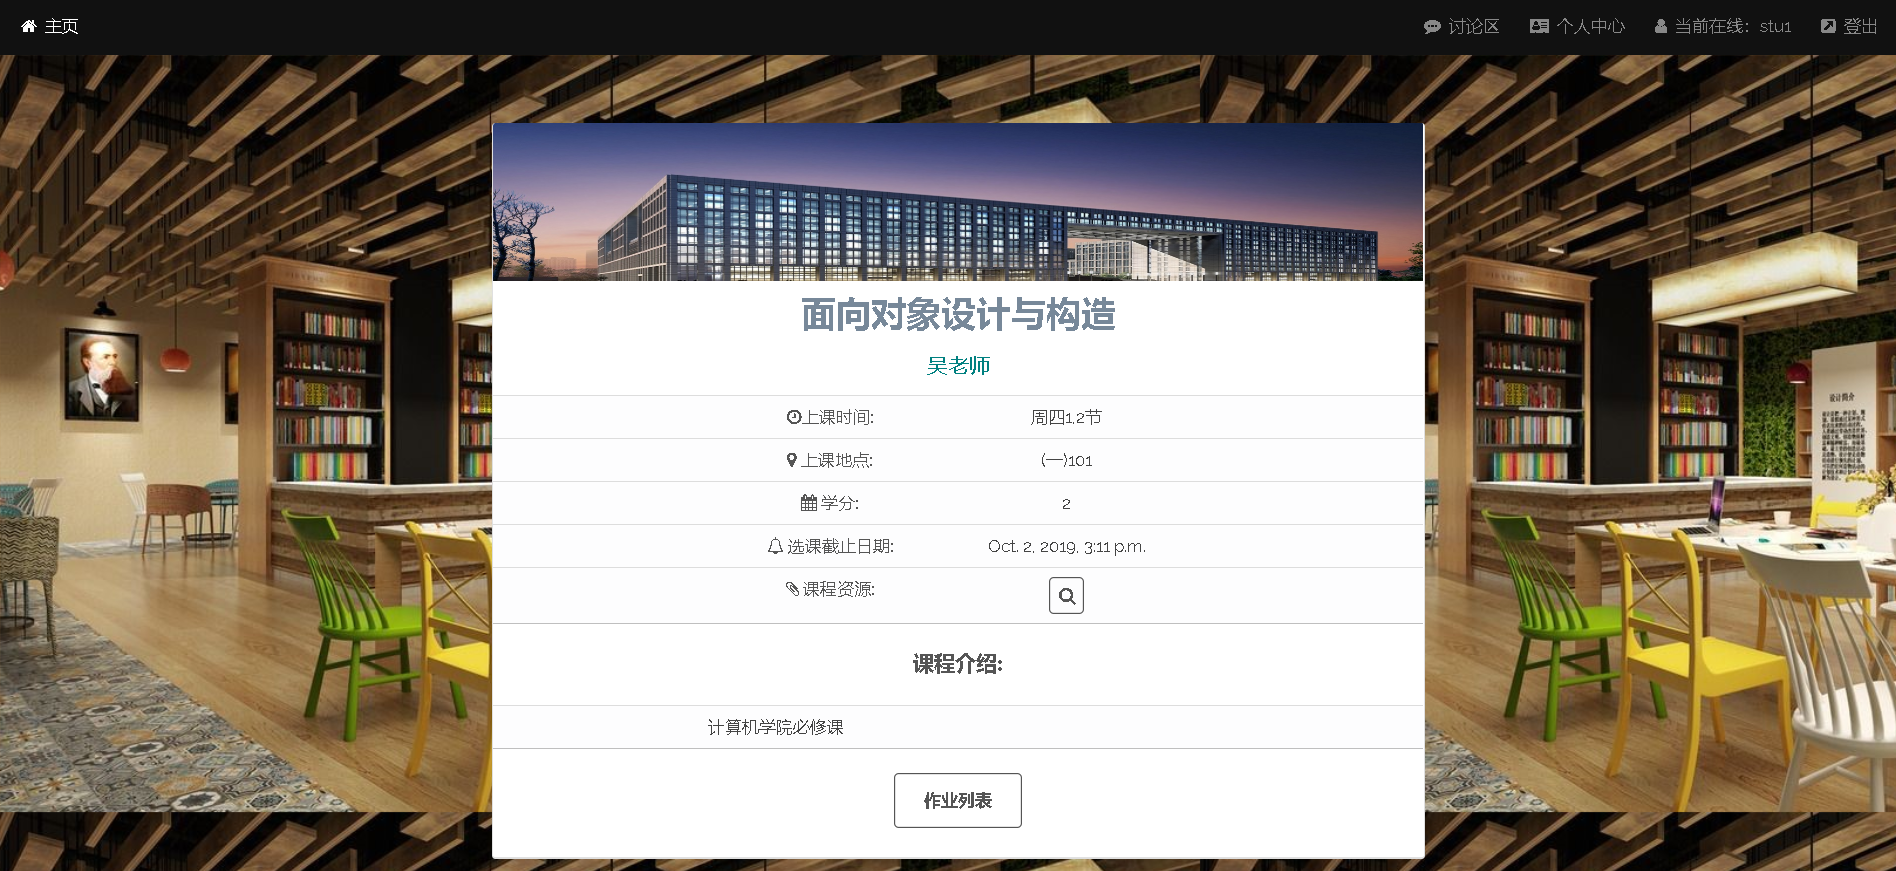 主页
讨论区 个人中心 当前在线：stu1 登出
面向对象设计与构造
吴老师
上课时间: 周四1,2节
上课地点: (一)101
学分: 2
选课截止日期: Oct. 2, 2019, 3:11 p.m.
课程资源:
课程介绍:
计算机学院必修课
作业列表
设计简介